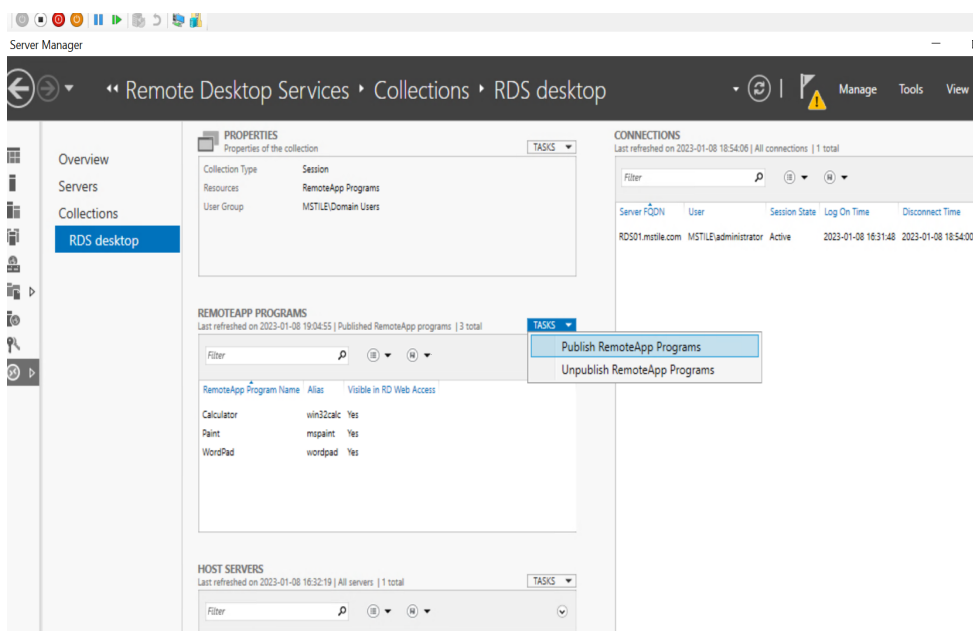 Server Manager
Remote Desktop Services Collections RDS desktop
Manage Tools View
Overview
Servers
Collections
RDS desktop
PROPERTIES
Properties of the collection
TASKS
Collection Type Session
Resources RemoteApp Programs
User Group MSTILE\Domain Users
REMOTEAPP PROGRAMS
Last refreshed on 2023-01-08 19:04:55 | Published RemoteApp programs | 3 total
TASKS
Publish RemoteApp Programs
Unpublish RemoteApp Programs
Filter
RemoteApp Program Name Alias Visible in RD Web Access
Calculator win32calc Yes
Paint mspaint Yes
WordPad wordpad Yes
HOST SERVERS
Last refreshed on 2023-01-08 16:32:19 | All servers | 1 total
TASKS
Filter
CONNECTIONS
Last refreshed on 2023-01-08 18:54:06 | All connections | 1 total
Filter
Server FQDN User Session State Log On Time Disconnect Time
RDS01.mstile.com MSTILE\administrator Active 2023-01-08 16:31:48 2023-01-08 18:54:00